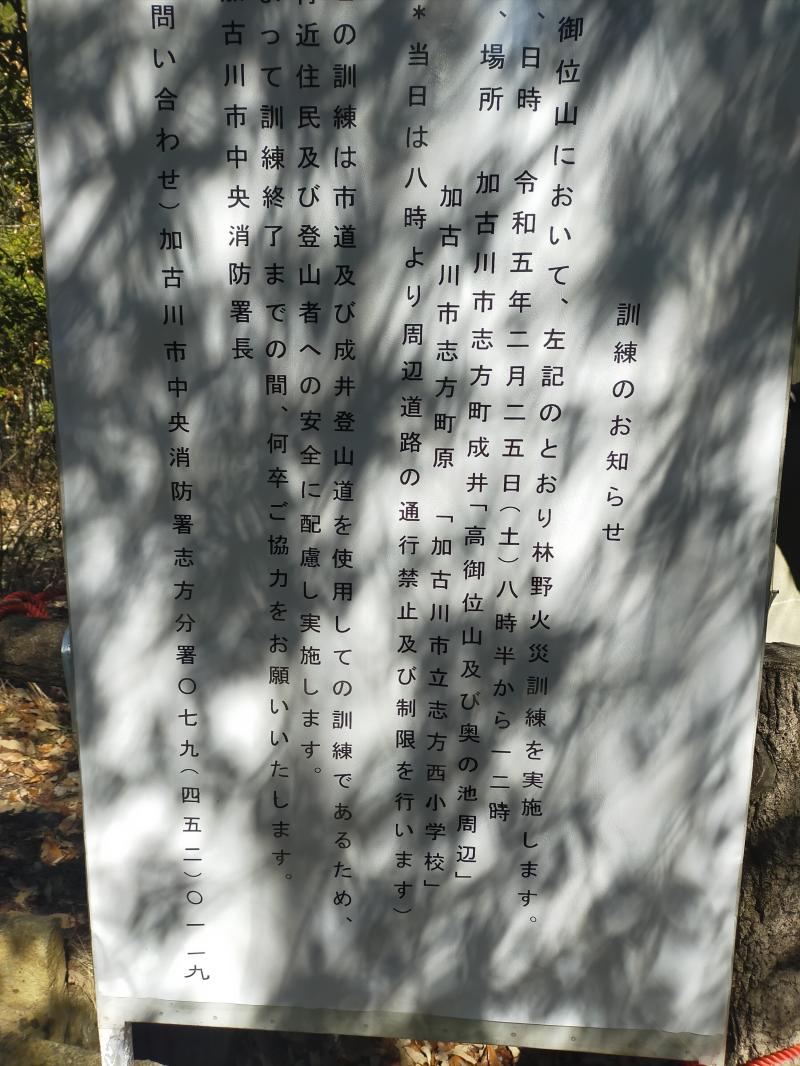 訓練のお知らせ
御位山において、左記のとおり林野火災訓練を実施します。
、日時　令和五年二月二五日（土）八時半から一二時
、場所　加古川市志方町成井「高御位山及び奥の池周辺」
加古川市志方町原　「加古川市立志方西小学校」
＊当日は八時より周辺道路の通行禁止及び制限を行います）
の訓練は市道及び成井登山道を使用しての訓練であるため、
近住民及び登山者への安全に配慮し実施します。
って訓練終了までの間、何卒ご協力をお願いいたします。
古川市中央消防署長
問い合わせ）加古川市中央消防署志方分署〇七九（四五二）〇一一九